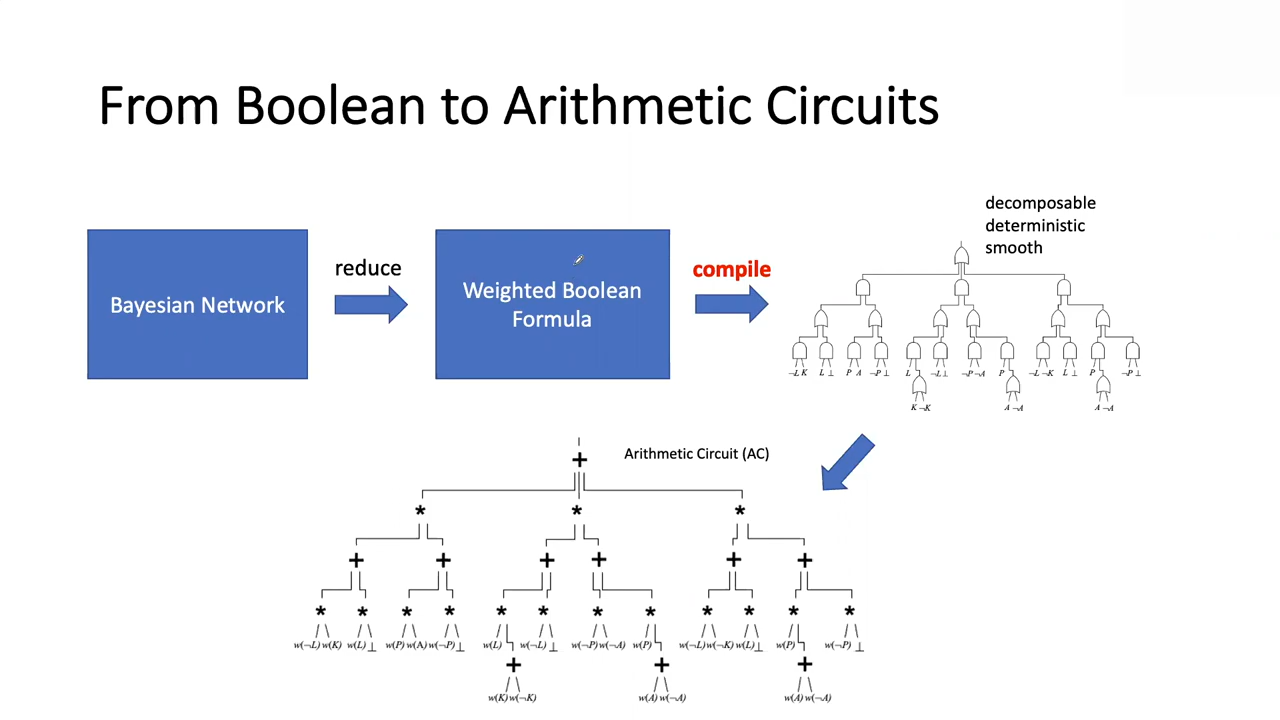 From Boolean to Arithmetic Circuits
decomposable
deterministic
smooth
Bayesian Network
reduce
Weighted Boolean
Formula
compile
¬L K L ⊥ P A ¬P ⊥ L ¬L ⊥ ¬P ¬A P ¬L ¬K L ⊥ P ¬P ⊥
K ¬K A ¬A A ¬A
Arithmetic Circuit (AC)
+
* * *
+ + + + + +
* * * * * * * * * * * *
w(¬L) w(K) w(L) ⊥ w(P) w(A) w(¬P) ⊥ w(L) w(¬L) ⊥ w(¬P) w(¬A) w(P) w(¬L) w(¬K) w(L) ⊥ w(P) w(¬P) ⊥
+ + +
w(K) w(¬K) w(A) w(¬A) w(A) w(¬A)